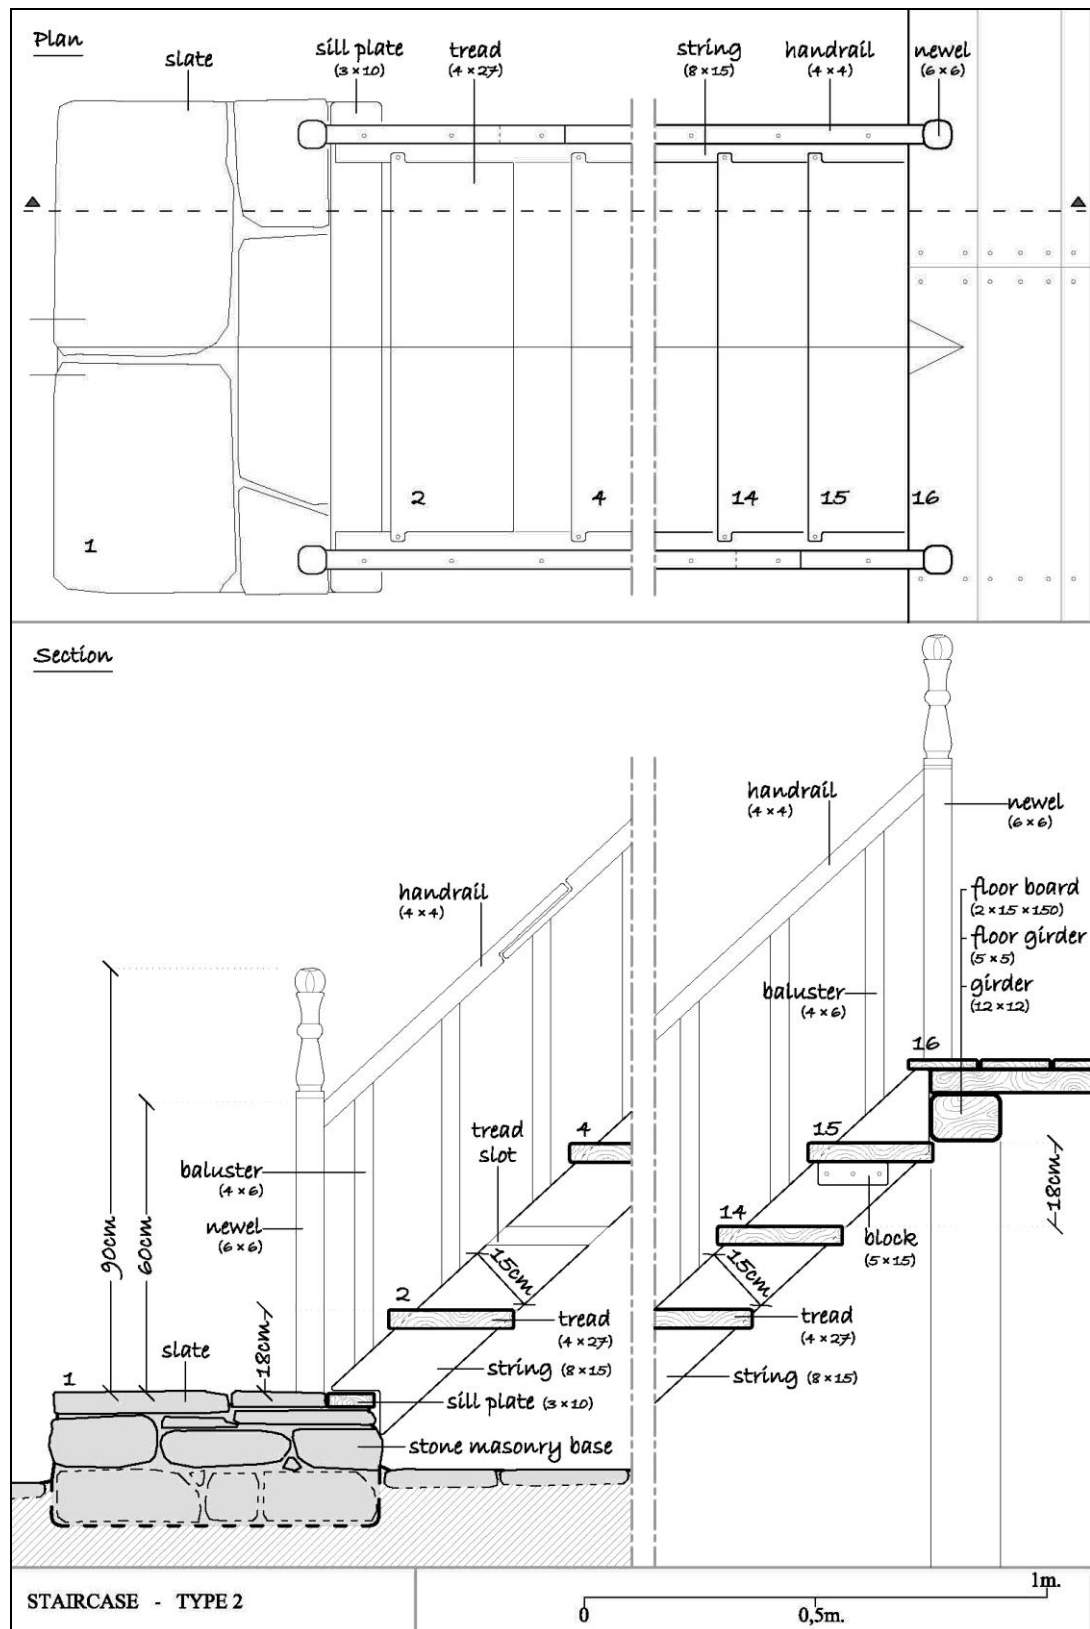 Plan
slate
sill plate
(3 × 10)
tread
(4 × 27)
string
(8 × 15)
handrail
(4 × 4)
newel
(6 × 6)
1
2
4
14
15
16
Section
handrail
(4 × 4)
newel
(6 × 6)
floor board
(2 × 15 × 150)
floor girder
(5 × 5)
girder
(12 × 12)
handrail
(4 × 4)
baluster
(4 × 6)
16
4
15
tread
slot
baluster
(4 × 6)
newel
(6 × 6)
90cm
60cm
18cm
14
block
(5 × 15)
18cm
15cm
15cm
2
tread
(4 × 27)
tread
(4 × 27)
slate
1
string (8 × 15)
string (8 × 15)
sill plate (3 × 10)
stone masonry base
STAIRCASE - TYPE 2
0
0,5m.
1m.